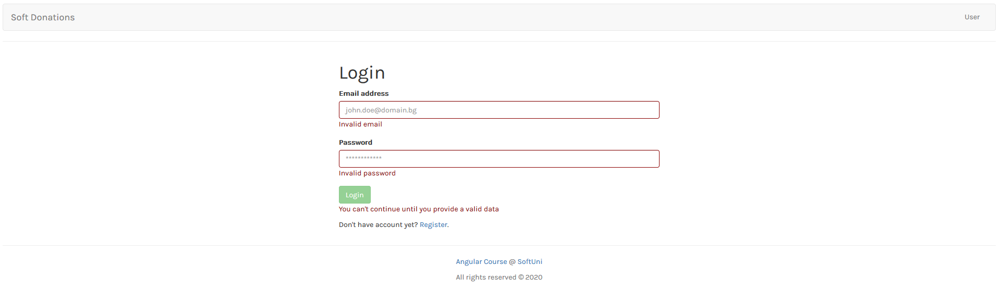 Soft Donations
User
Login
Email address
john.doe@domain.bg
Invalid email
Password
************
Invalid password
Login
You can't continue until you provide a valid data
Don't have account yet? Register.
Angular Course @ SoftUni
All rights reserved © 2020